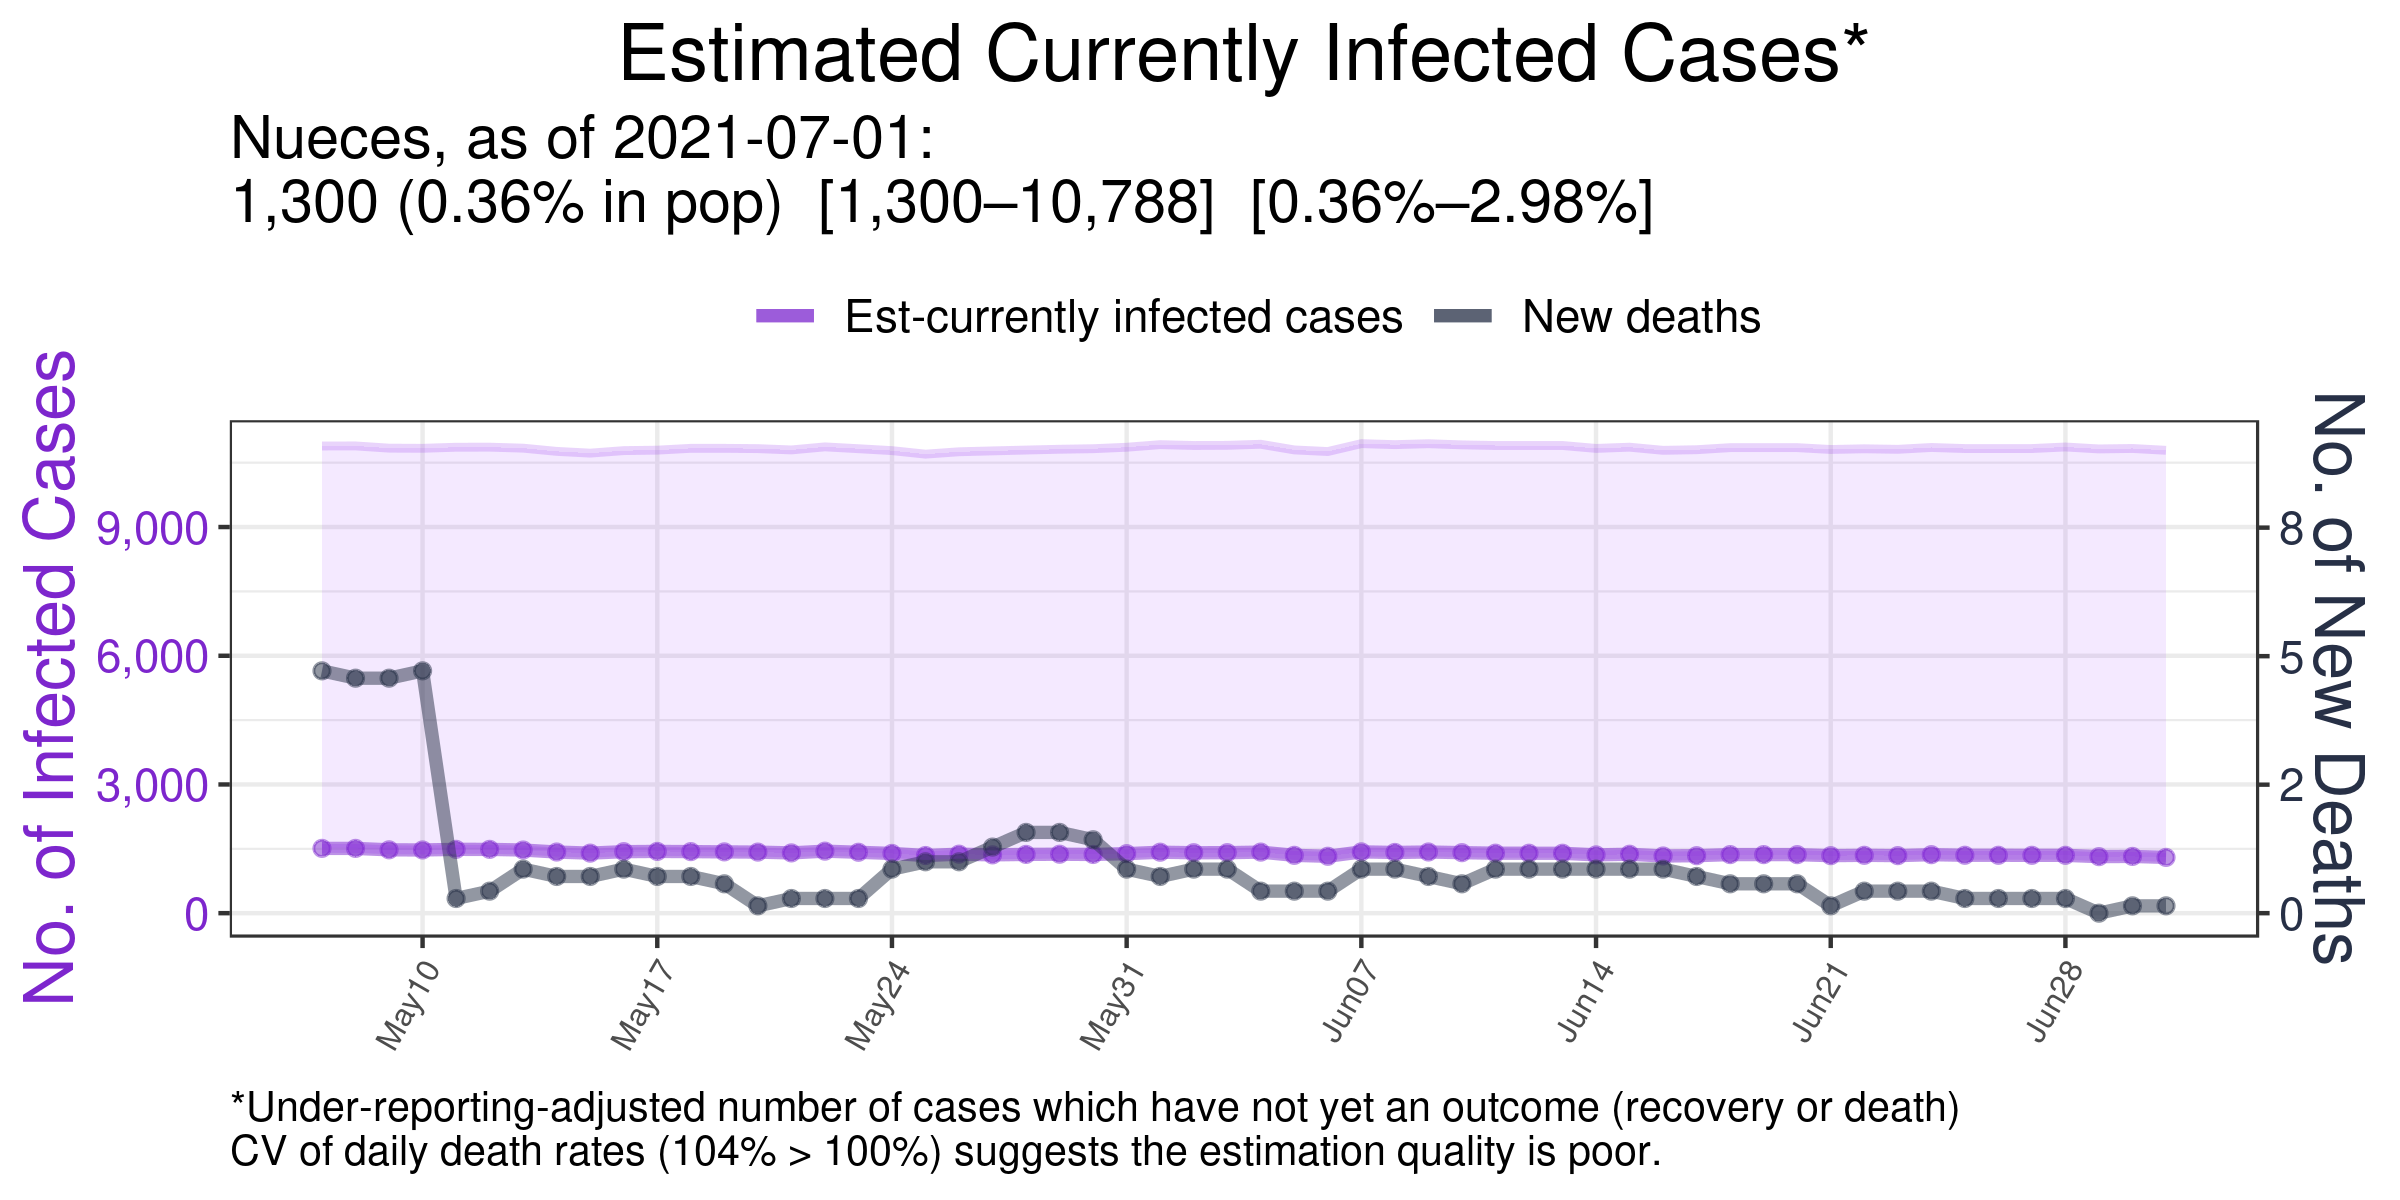 Estimated Currently Infected Cases*
Nueces, as of 2021-07-01:
1,300 (0.36% in pop) [1,300–10,788] [0.36%–2.98%]
Est-currently infected cases New deaths
No. of Infected Cases
9,000
6,000
3,000
0
8
5
2
0
No. of New Deaths
May10 May17 May24 May31 Jun07 Jun14 Jun21 Jun28
*Under-reporting-adjusted number of cases which have not yet an outcome (recovery or death)
CV of daily death rates (104% > 100%) suggests the estimation quality is poor.